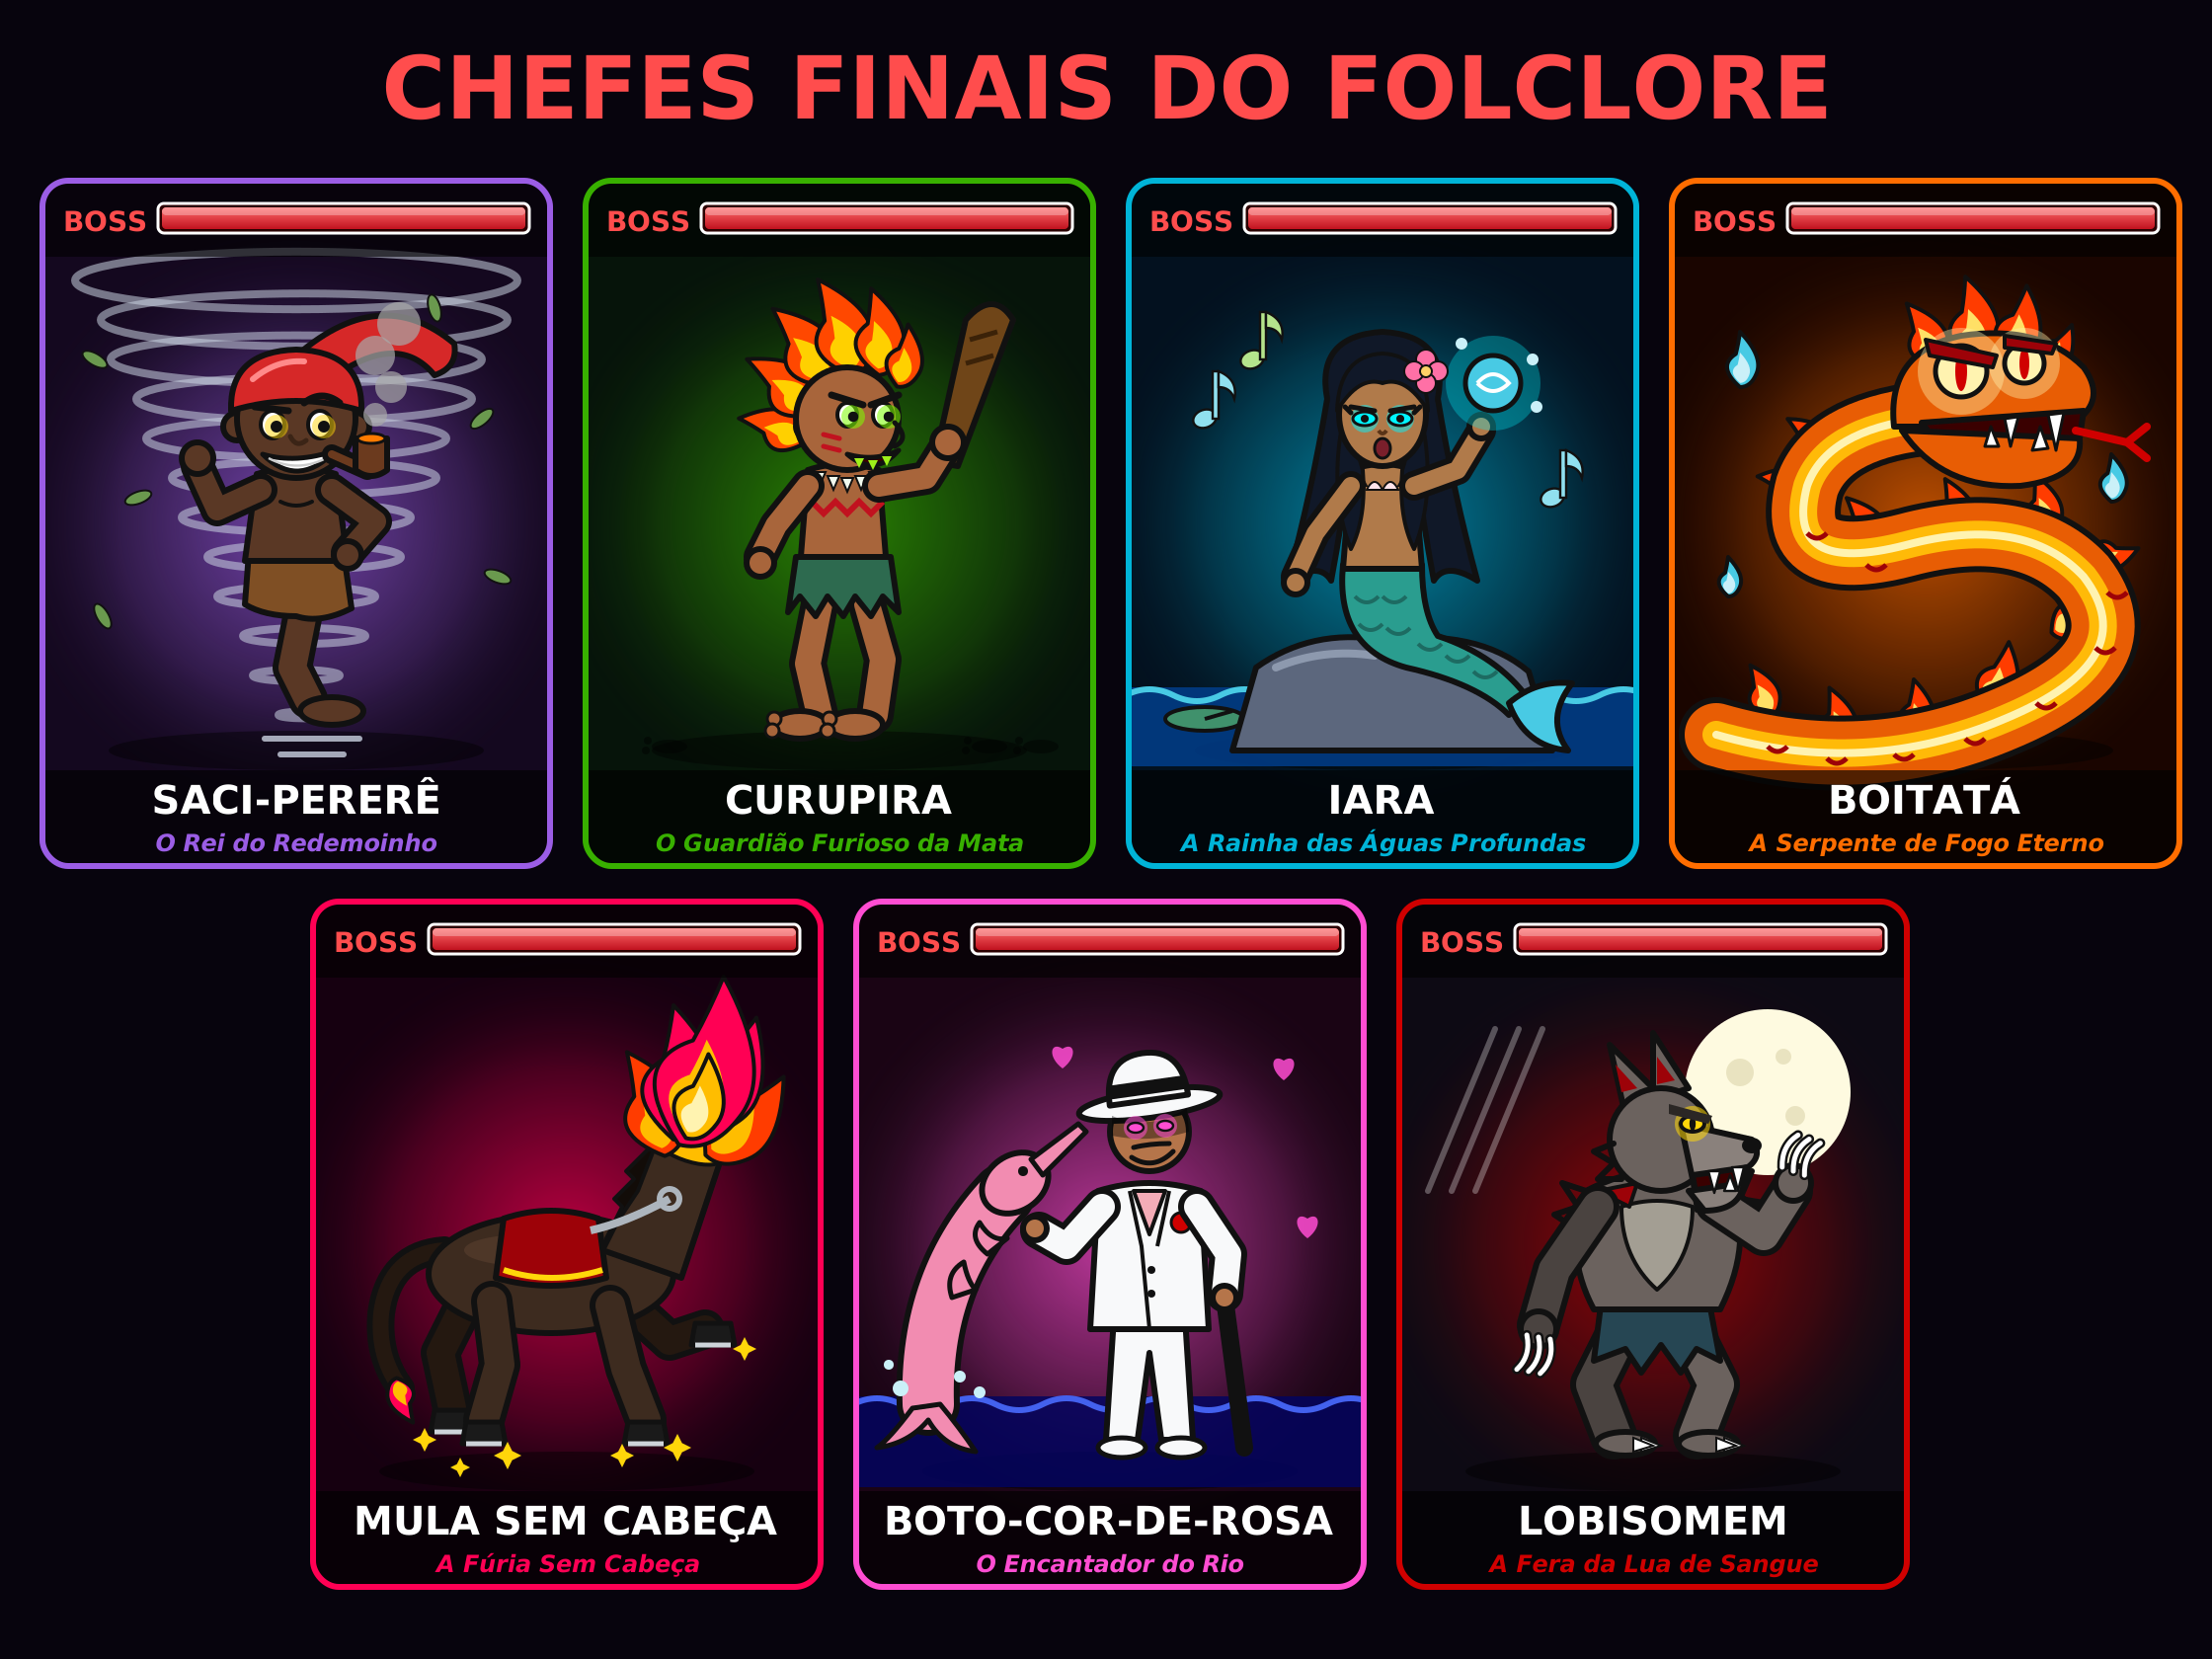 CHEFES FINAIS DO FOLCLORE
BOSS
SACI-PERERÊ
O Rei do Redemoinho
BOSS
CURUPIRA
O Guardião Furioso da Mata
BOSS
IARA
A Rainha das Águas Profundas
BOSS
BOITATÁ
A Serpente de Fogo Eterno
BOSS
MULA SEM CABEÇA
A Fúria Sem Cabeça
BOSS
BOTO-COR-DE-ROSA
O Encantador do Rio
BOSS
LOBISOMEM
A Fera da Lua de Sangue